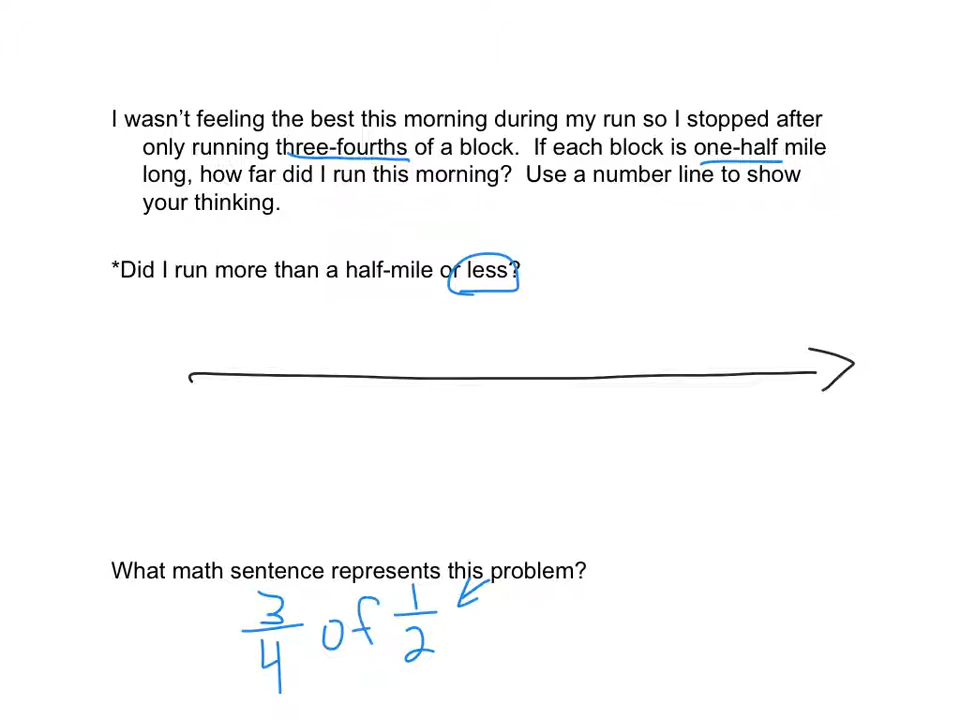 I wasn't feeling the best this morning during my run so I stopped after
only running three-fourths of a block.  If each block is one-half mile
long, how far did I run this morning?  Use a number line to show
your thinking.
*Did I run more than a half-mile or less?
What math sentence represents this problem?
3/4 of 1/2